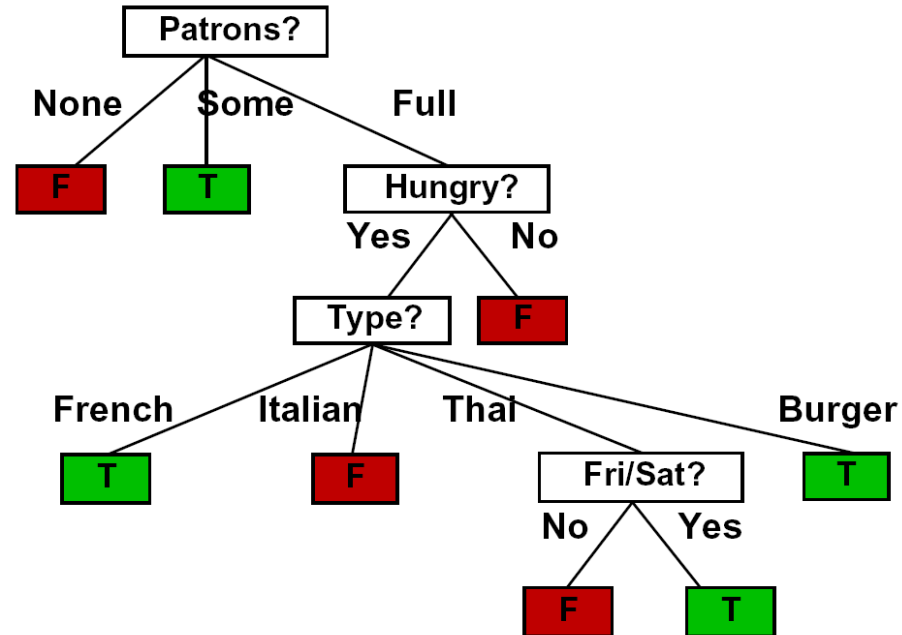 Patrons?
None Some Full
F T Hungry?
Yes No
Type? F
French Italian Thai Burger
T F Fri/Sat? T
No Yes
F T